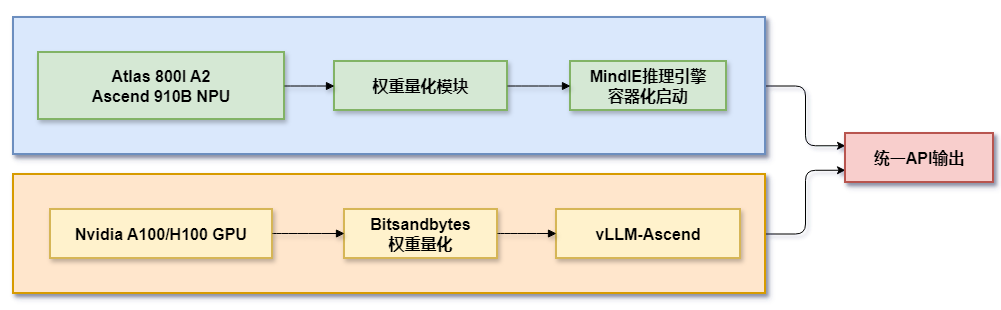 Atlas 800I A2
Ascend 910B NPU
权重量化模块
MindIE推理引擎
容器化启动
统一API输出
Nvidia A100/H100 GPU
Bitsandbytes
权重量化
vLLM-Ascend